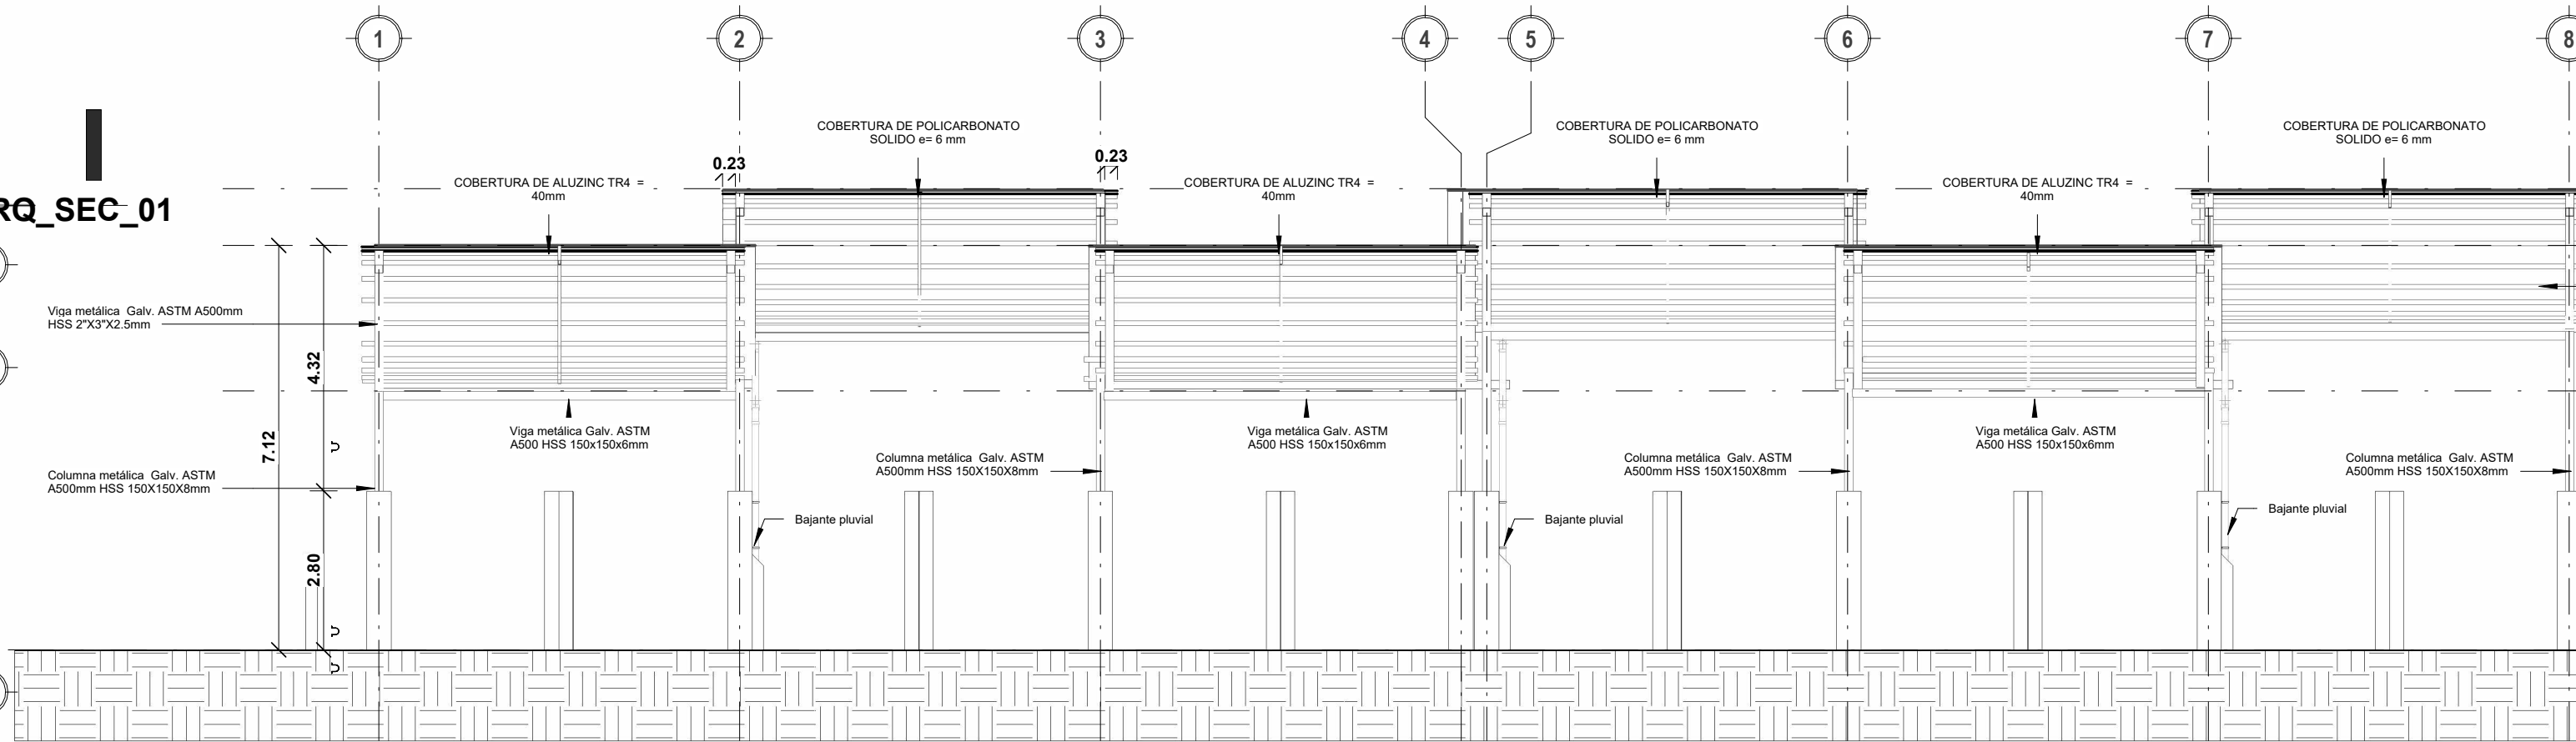 1
2
3
4
5
6
7
8
RQ_SEC_01
COBERTURA DE POLICARBONATO
SOLIDO e= 6 mm
COBERTURA DE POLICARBONATO
SOLIDO e= 6 mm
COBERTURA DE POLICARBONATO
SOLIDO e= 6 mm
0.23
0.23
COBERTURA DE ALUZINC TR4 =
40mm
COBERTURA DE ALUZINC TR4 =
40mm
COBERTURA DE ALUZINC TR4 =
40mm
Viga metálica Galv. ASTM A500mm
HSS 2"X3"X2.5mm
4.32
7.12
2.80
Viga metálica Galv. ASTM
A500 HSS 150x150x6mm
Viga metálica Galv. ASTM
A500 HSS 150x150x6mm
Viga metálica Galv. ASTM
A500 HSS 150x150x6mm
Columna metálica Galv. ASTM
A500mm HSS 150X150X8mm
Columna metálica Galv. ASTM
A500mm HSS 150X150X8mm
Columna metálica Galv. ASTM
A500mm HSS 150X150X8mm
Columna metálica Galv. ASTM
A500mm HSS 150X150X8mm
Bajante pluvial
Bajante pluvial
Bajante pluvial